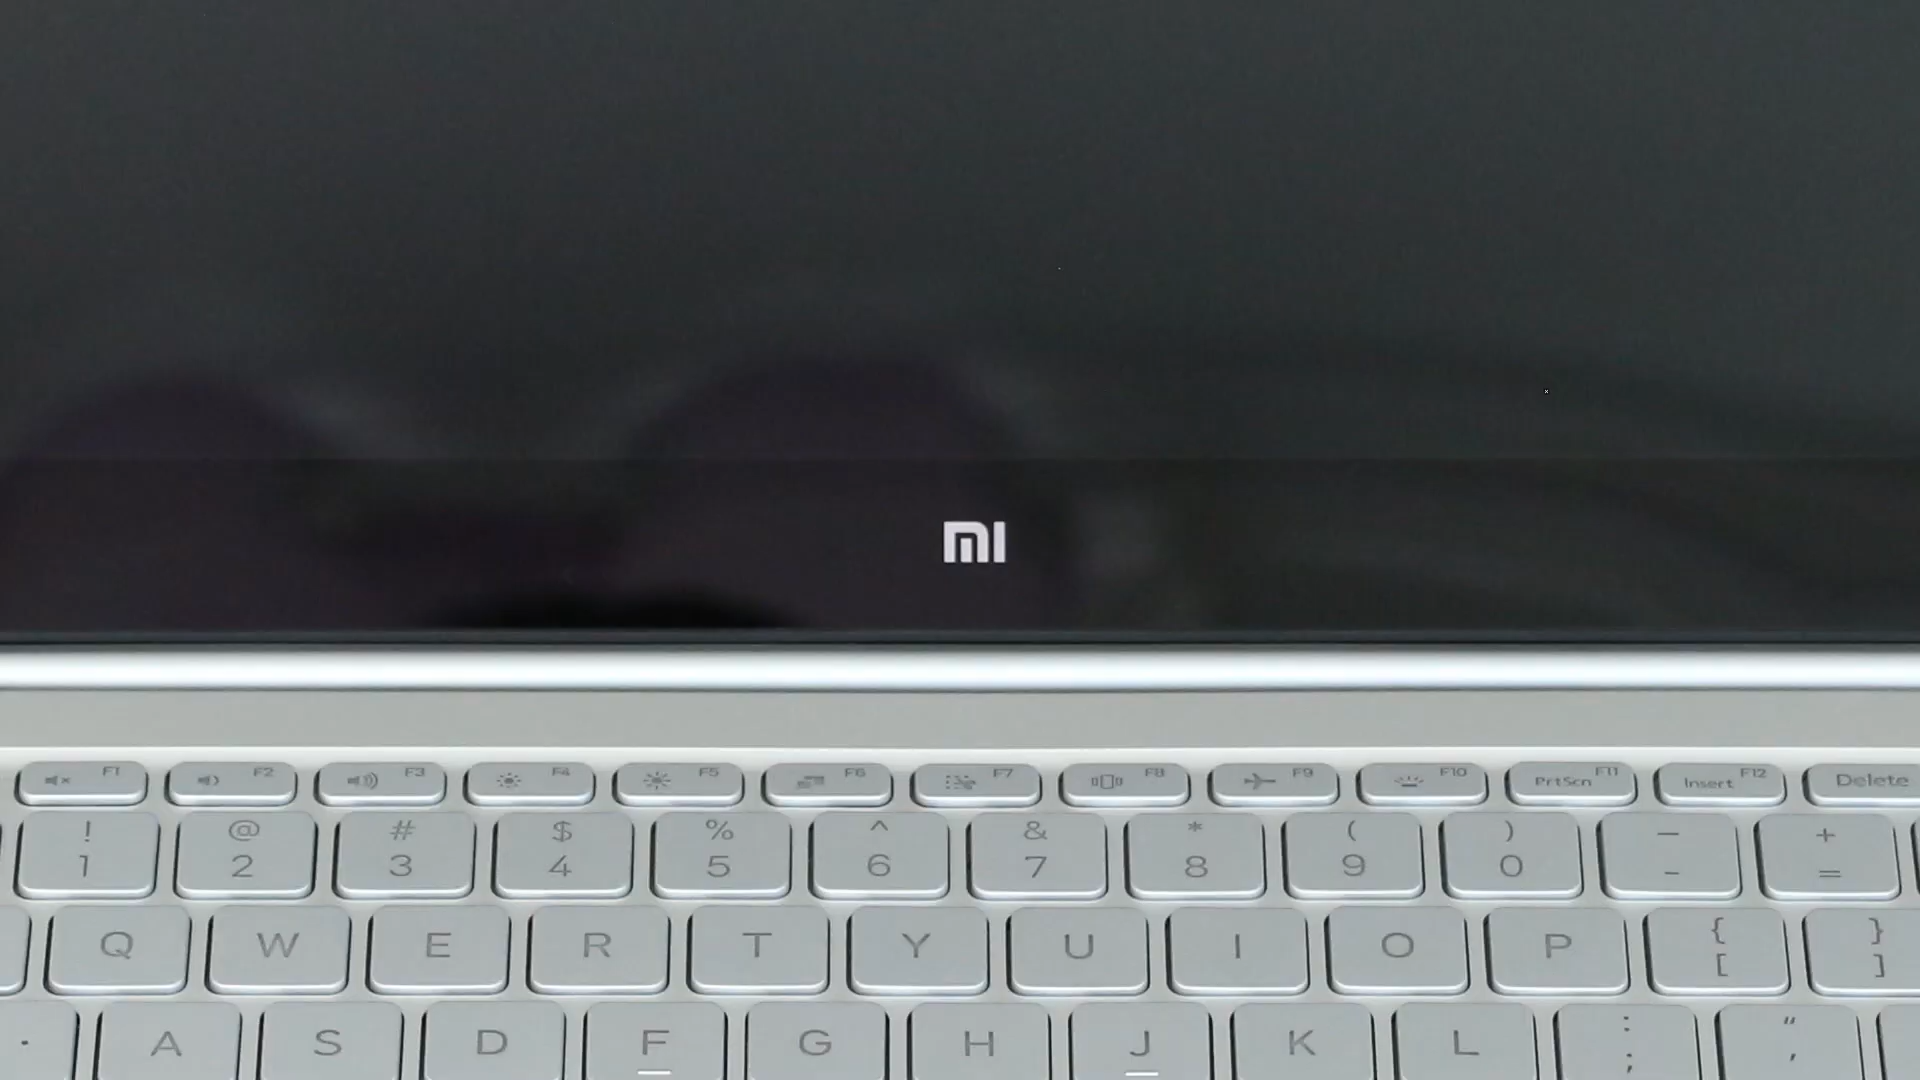 mi
F1 F2 F3 F4 F5 F6 F7 F8 F9 F10 PrtScn F11 Insert F12 Delete
! @ # $ % ^ & * ( ) — +
1 2 3 4 5 6 7 8 9 0 - =
Q W E R T Y U I O P { }
[ ]
A S D F G H J K L : "
; '